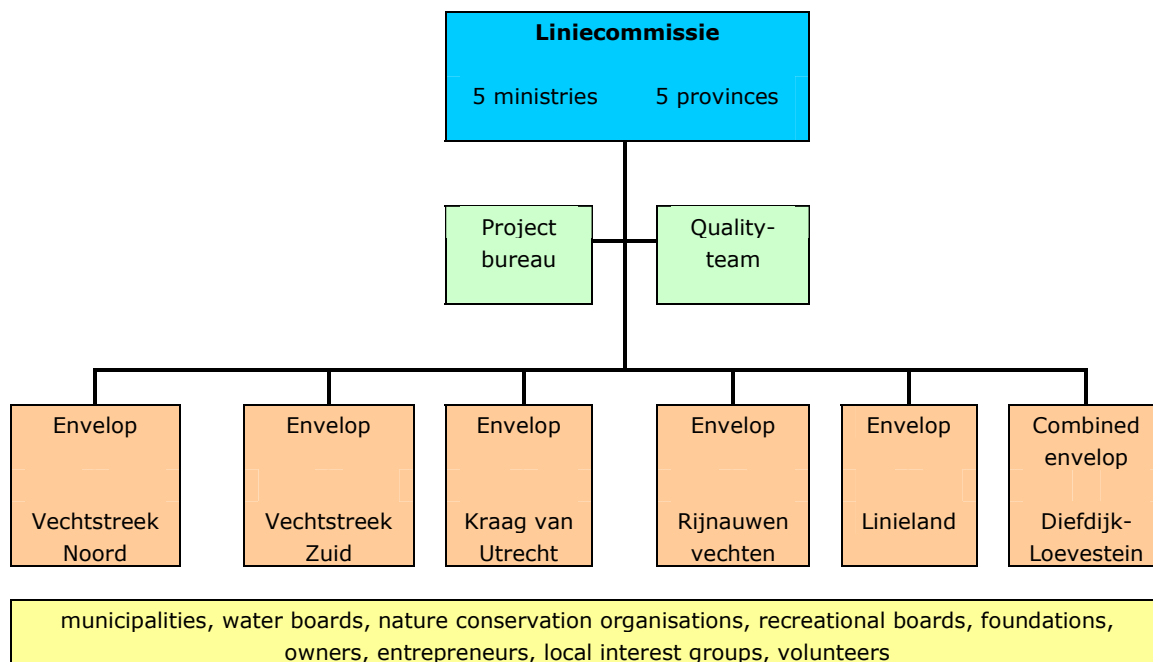 Liniecommissie
5 ministries 5 provinces
Project
bureau
Quality-
team
Envelop
Vechtstreek
Noord
Envelop
Vechtstreek
Zuid
Envelop
Kraag van
Utrecht
Envelop
Rijnauwen
vechten
Envelop
Linieland
Combined
envelop
Diefdijk-
Loevestein
municipalities, water boards, nature conservation organisations, recreational boards, foundations,
owners, entrepreneurs, local interest groups, volunteers